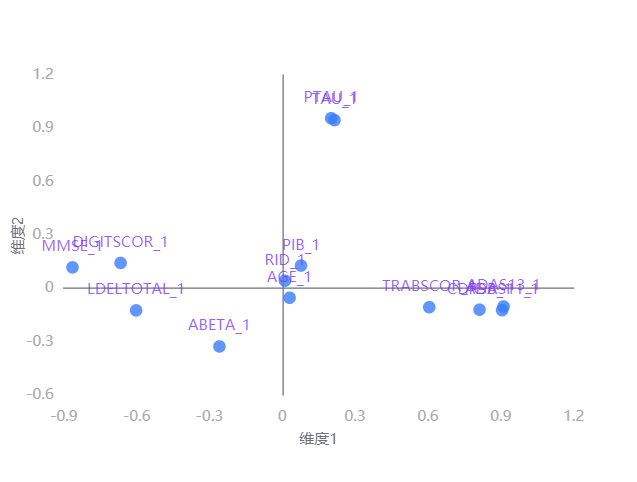 1.2
PTAU_1
TAU_1
0.9
0.6
维度2
0.3
DIGITSCOR_1
MMSE_1
PIB_1
RID_1
AGE_1
0
LDELTOTAL_1
TRABSCOR_1
ADAS13_1
ABETA_1
-0.3
-0.6
-0.9
-0.6
-0.3
0
0.3
0.6
0.9
1.2
维度1